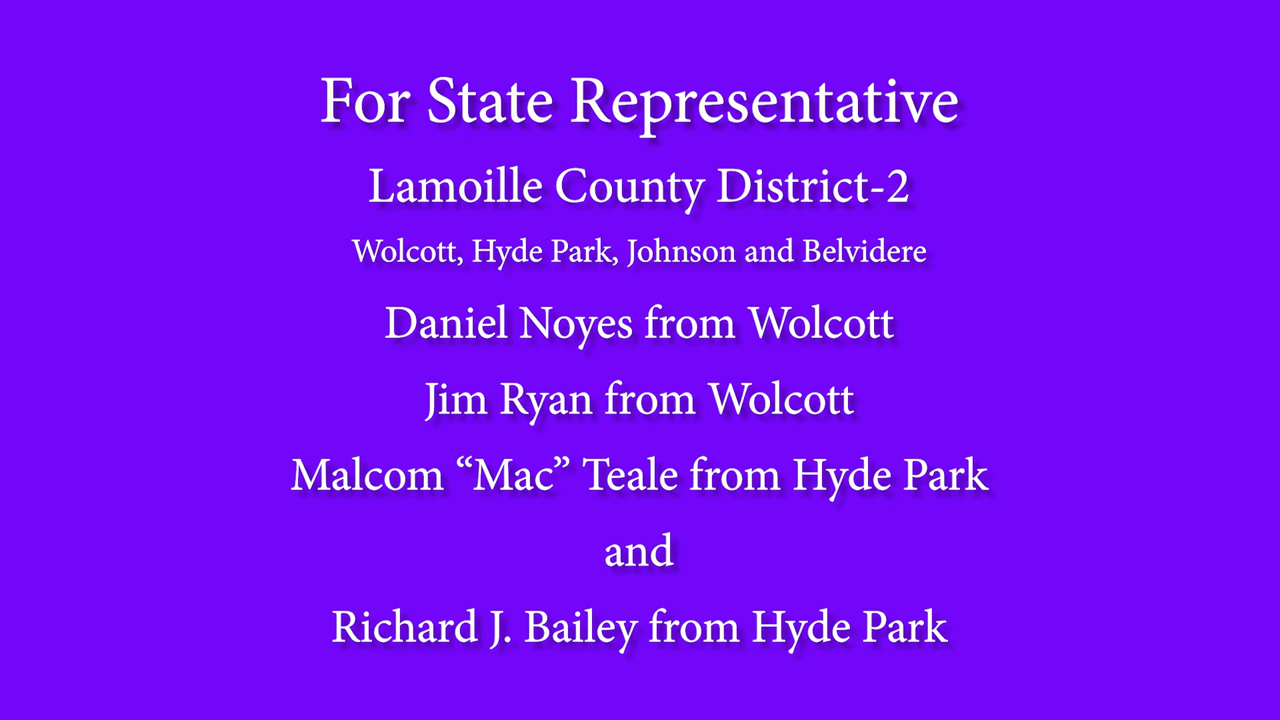 For State Representative
Lamoille County District-2
Wolcott, Hyde Park, Johnson and Belvidere
Daniel Noyes from Wolcott
Jim Ryan from Wolcott
Malcom “Mac” Teale from Hyde Park
and
Richard J. Bailey from Hyde Park